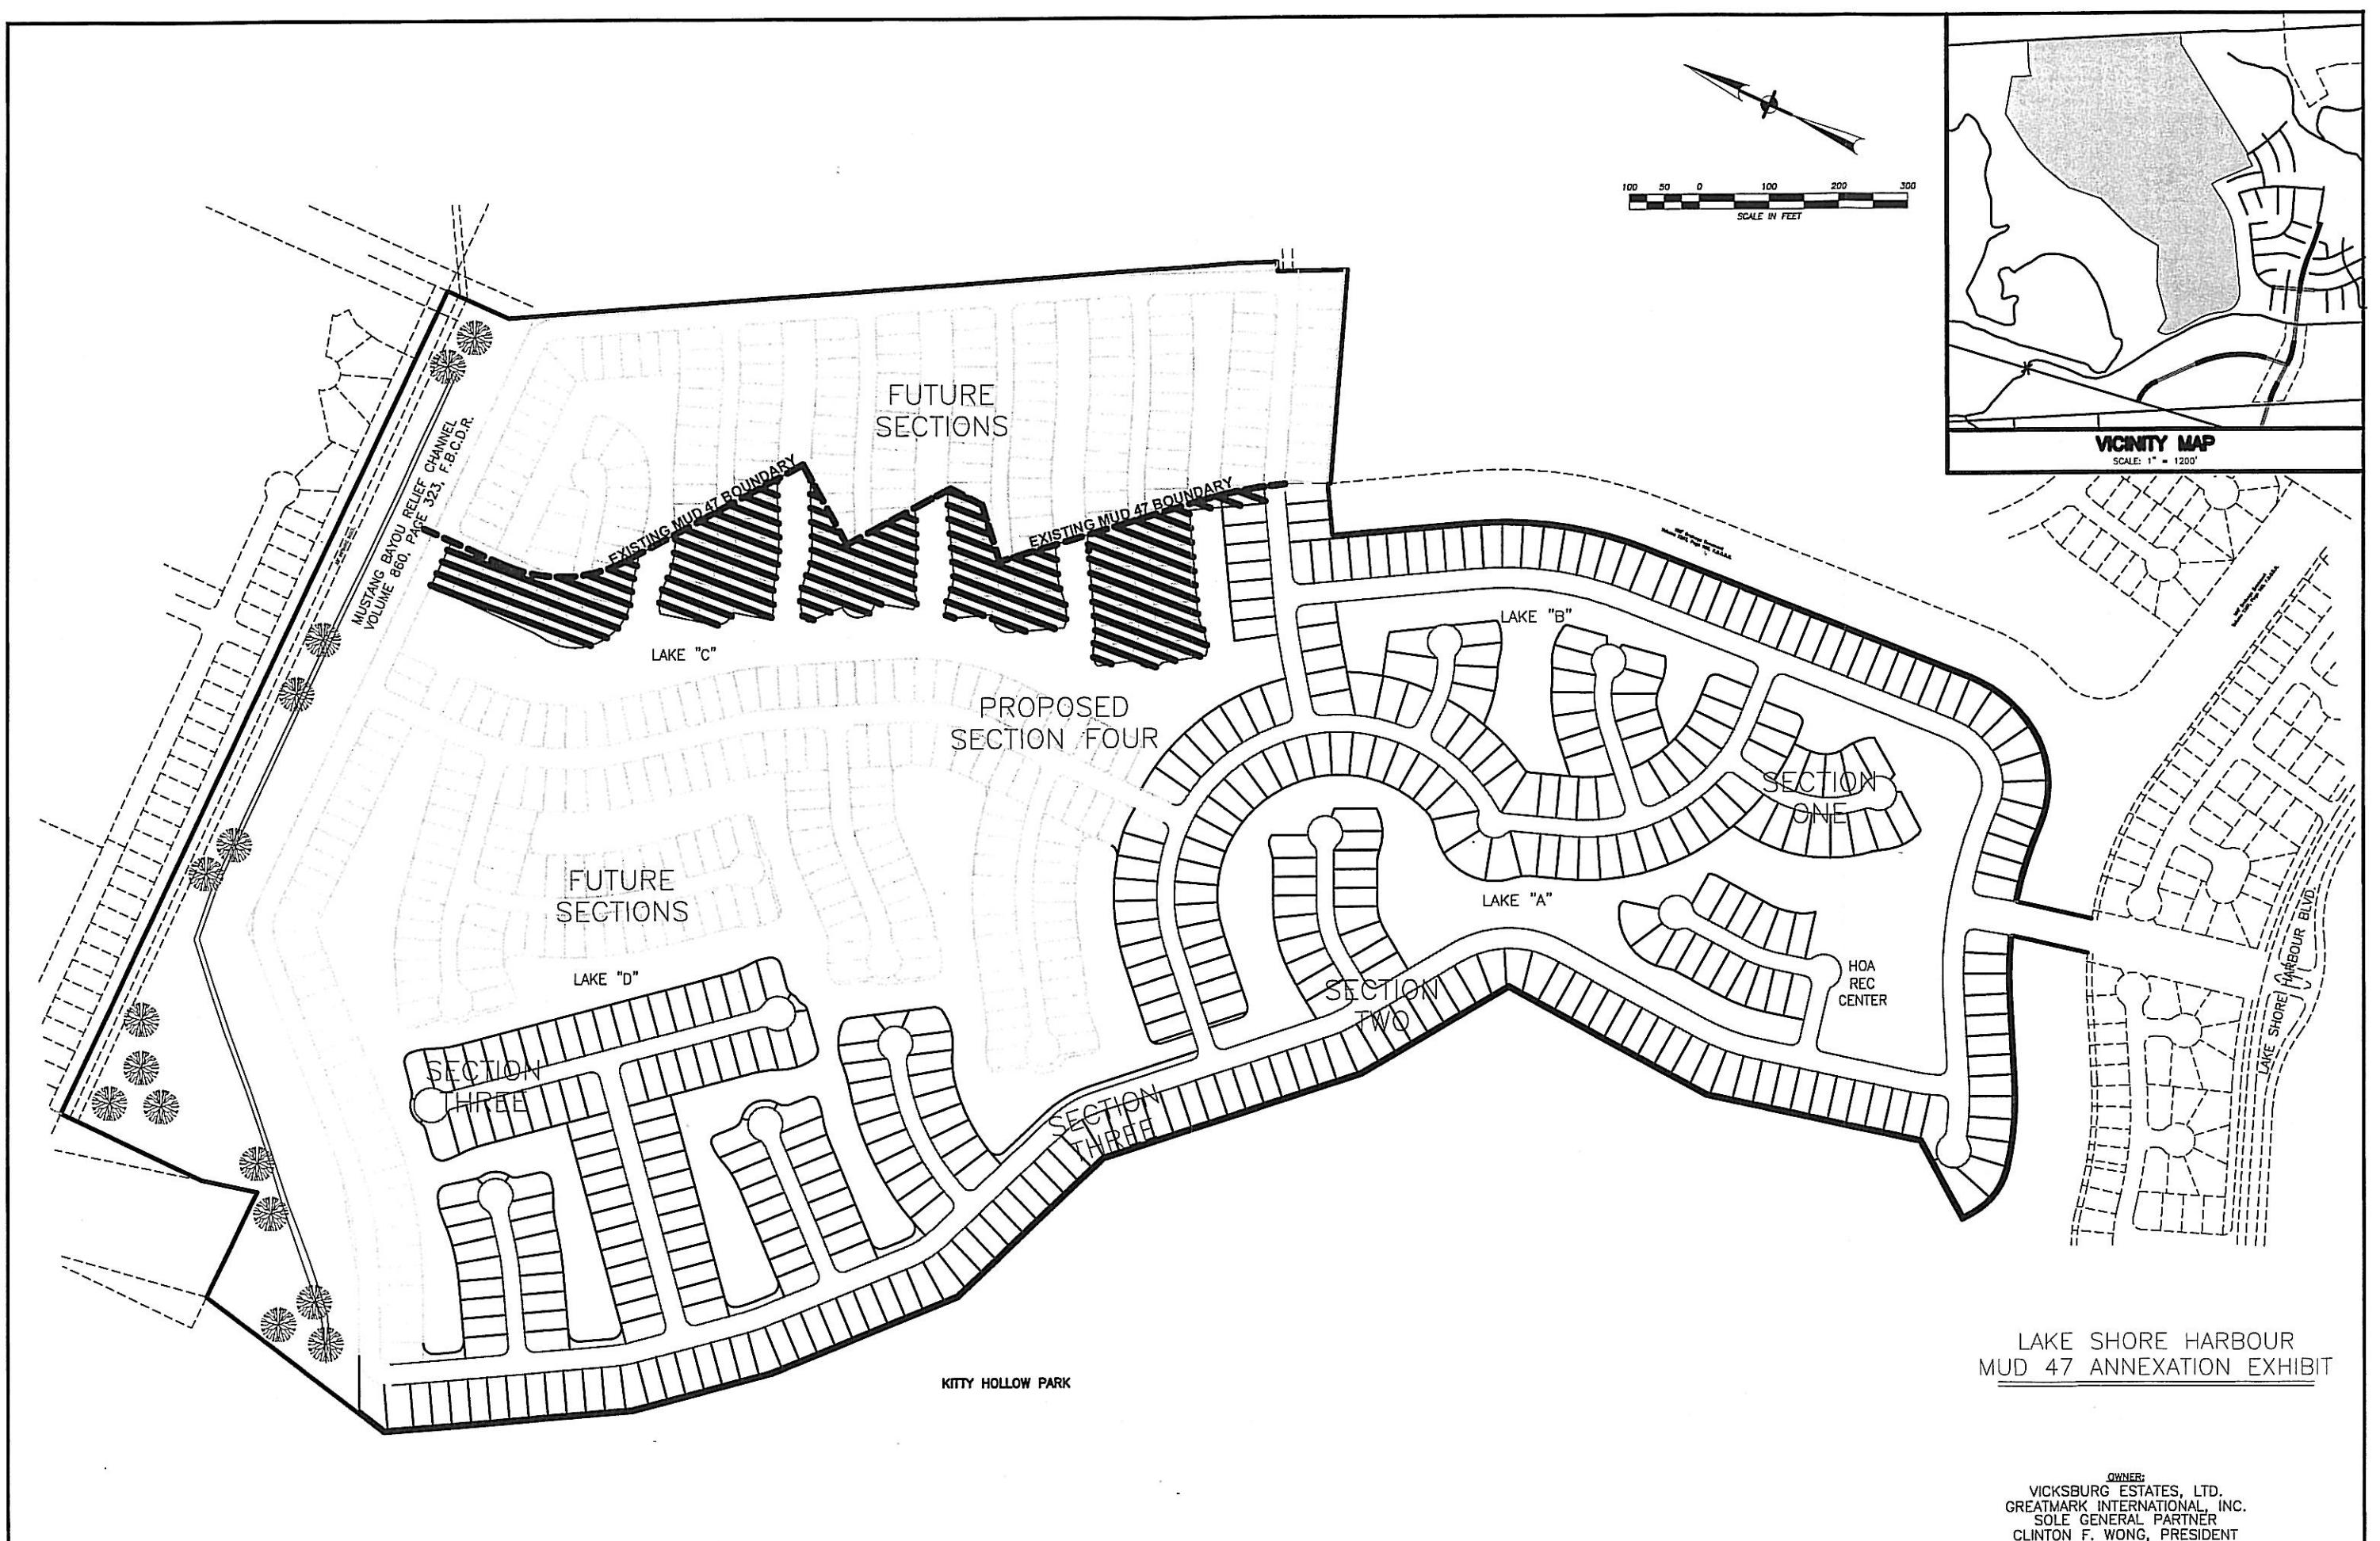 100 50 0 100 200 300
SCALE IN FEET
VICINITY MAP
SCALE: 1" = 1200'
MUSTANG BAYOU RELIEF CHANNEL
VOLUME 860, PAGE 323, F.B.C.D.R.
FUTURE
SECTIONS
EXISTING MUD 47 BOUNDARY
EXISTING MUD 47 BOUNDARY
LAKE "C"
LAKE "B"
PROPOSED
SECTION FOUR
SECTION
ONE
FUTURE
SECTIONS
LAKE "A"
LAKE "D"
HOA
REC
CENTER
SECTION
TWO
LAKE SHORE HARBOUR BLVD.
SECTION
THREE
SECTION
THREE
KITTY HOLLOW PARK
LAKE SHORE HARBOUR
MUD 47 ANNEXATION EXHIBIT
OWNER:
VICKSBURG ESTATES, LTD.
GREATMARK INTERNATIONAL, INC.
SOLE GENERAL PARTNER
CLINTON F. WONG, PRESIDENT